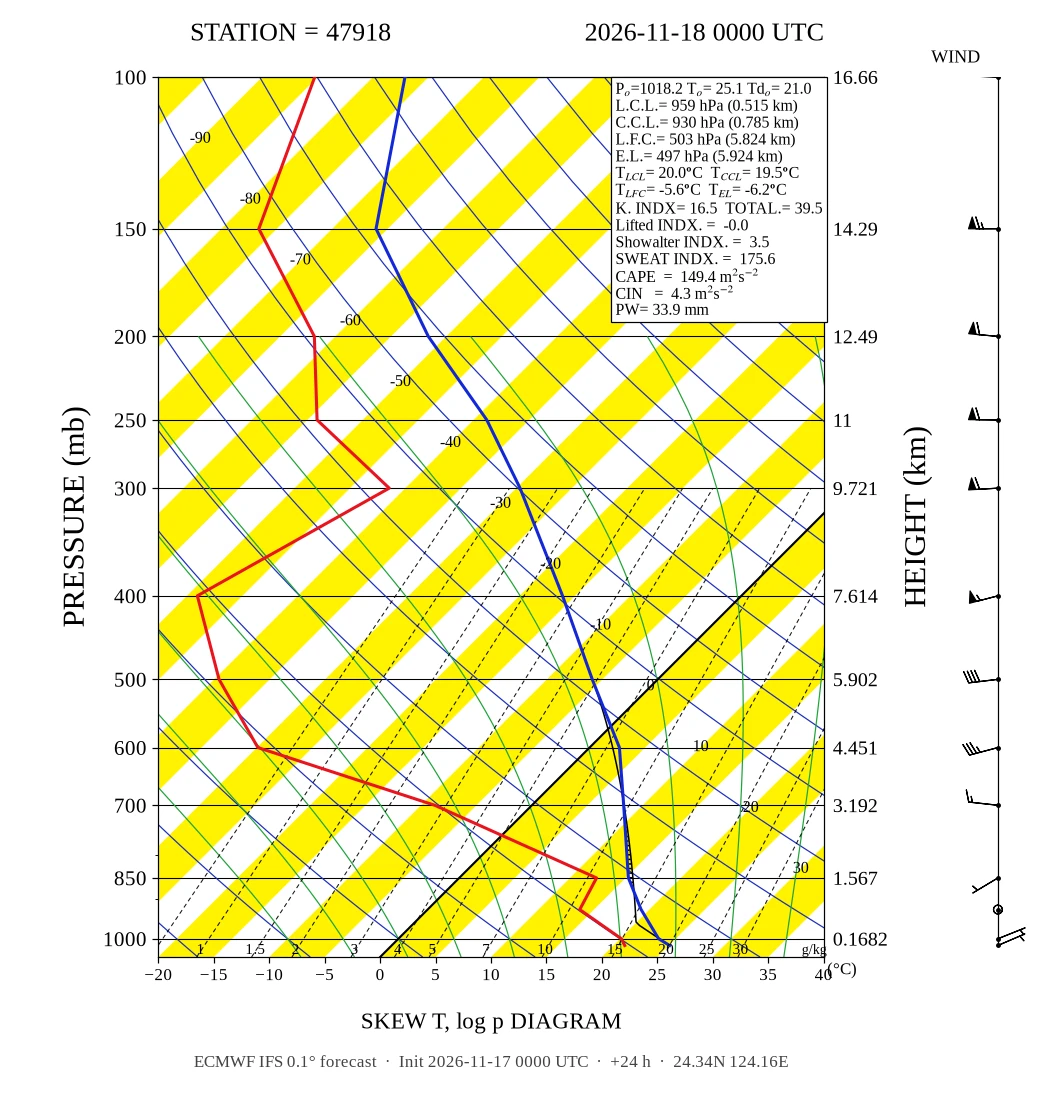 STATION = 47918
2026-11-18 0000 UTC
WIND
100
16.66
P₀=1018.2 T₀= 25.1 Td₀= 21.0
L.C.L.= 959 hPa (0.515 km)
C.C.L.= 930 hPa (0.785 km)
L.F.C.= 503 hPa (5.824 km)
E.L.= 497 hPa (5.924 km)
T_LCL= 20.0°C T_CCL= 19.5°C
T_LFC= -5.6°C T_EL= -6.2°C
K. INDX= 16.5 TOTAL.= 39.5
Lifted INDX. = -0.0
Showalter INDX. = 3.5
SWEAT INDX. = 175.6
CAPE = 149.4 m²s⁻²
CIN = 4.3 m²s⁻²
PW= 33.9 mm
-90
-80
150
14.29
-70
-60
200
12.49
-50
250
11
-40
300
9.721
-30
-20
400
7.614
-10
500
5.902
0
600
4.451
10
700
3.192
20
850
1.567
30
1000
0.1682
1 1.5 2 3 4 5 7 10 15 20 25 30 g/kg
−20 −15 −10 −5 0 5 10 15 20 25 30 35 40
(°C)
PRESSURE (mb)
HEIGHT (km)
SKEW T, log p DIAGRAM
ECMWF IFS 0.1° forecast · Init 2026-11-17 0000 UTC · +24 h · 24.34N 124.16E